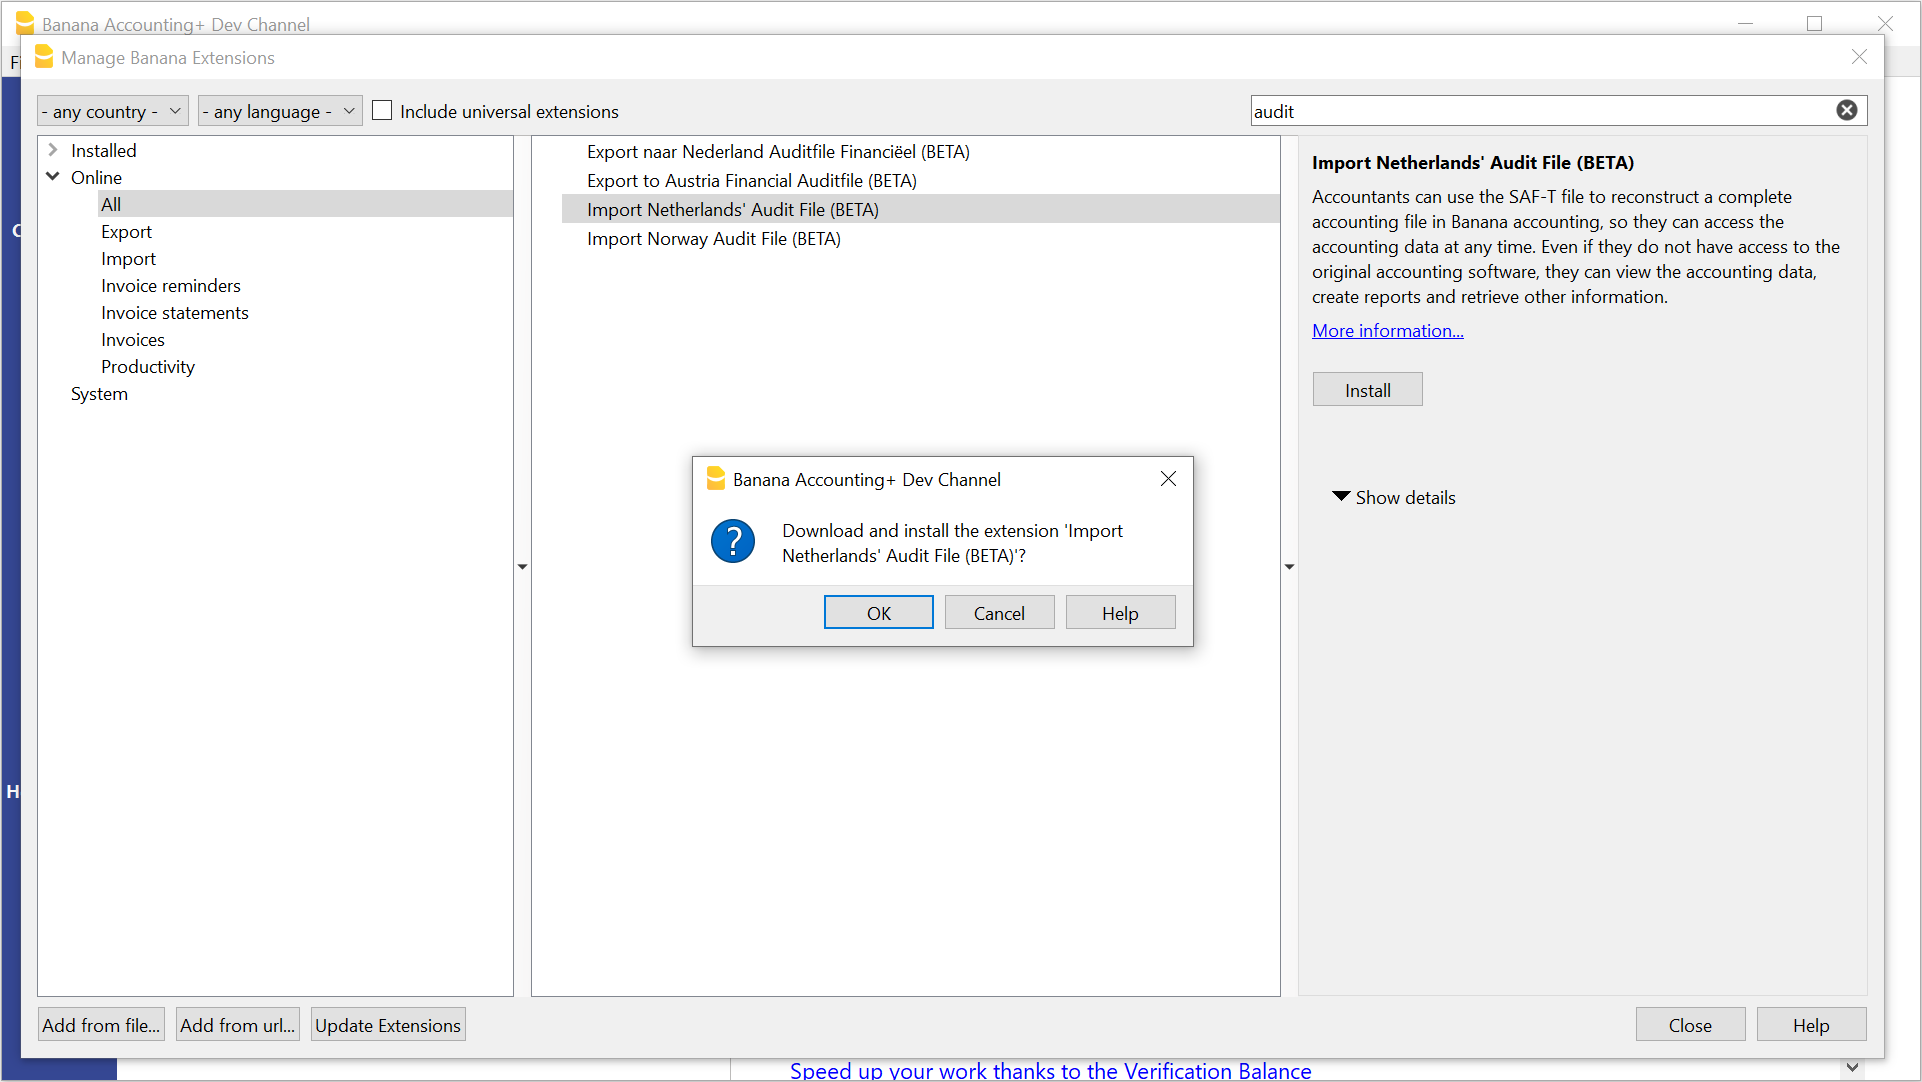 Banana Accounting+ Dev Channel
Manage Banana Extensions
- any country -
- any language -
Include universal extensions
audit
Installed
Online
All
Export
Import
Invoice reminders
Invoice statements
Invoices
Productivity
System
Export naar Nederland Auditfile Financiëel (BETA)
Export to Austria Financial Auditfile (BETA)
Import Netherlands' Audit File (BETA)
Import Norway Audit File (BETA)
Import Netherlands' Audit File (BETA)
Accountants can use the SAF-T file to reconstruct a complete
accounting file in Banana accounting, so they can access the
accounting data at any time. Even if they do not have access to the
original accounting software, they can view the accounting data,
create reports and retrieve other information.
More information...
Install
Show details
Banana Accounting+ Dev Channel
Download and install the extension 'Import
Netherlands' Audit File (BETA)'?
OK
Cancel
Help
Add from file...
Add from url...
Update Extensions
Close
Help
Speed up your work thanks to the Verification Balance